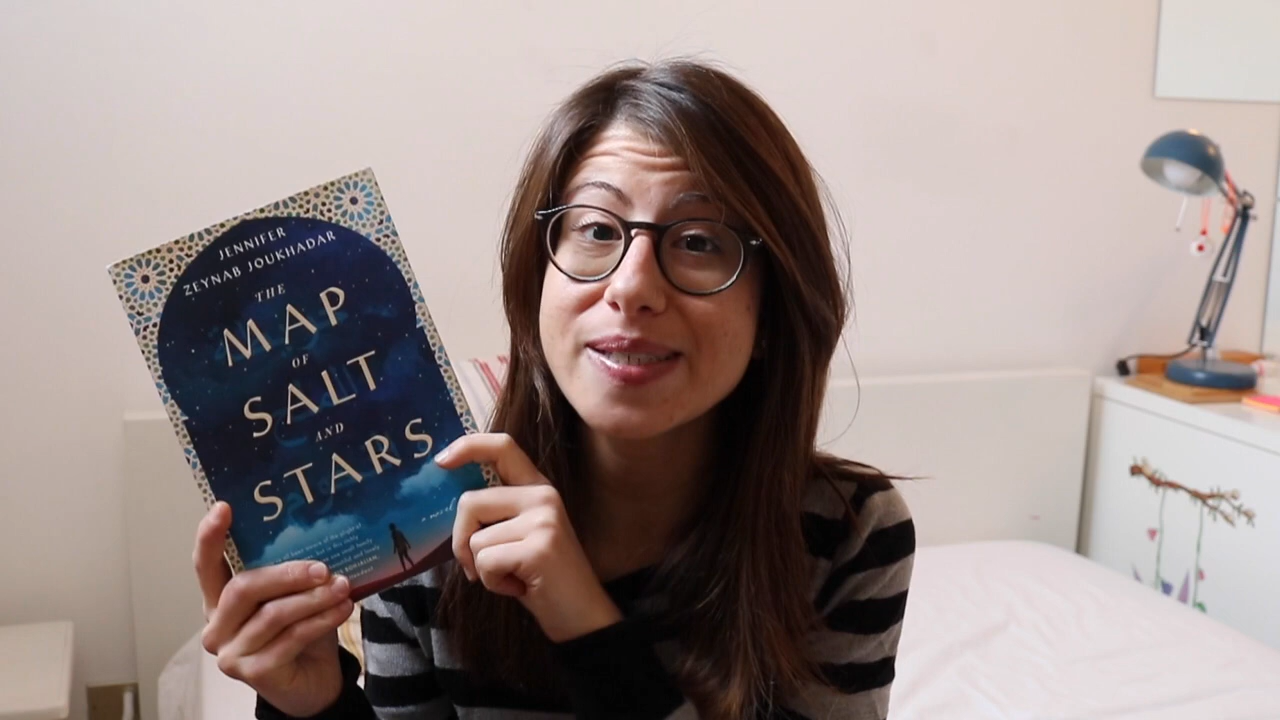 JENNIFER
ZEYNAB JOUKHADAR
THE
MAP
OF
SALT
AND
STARS
a novel